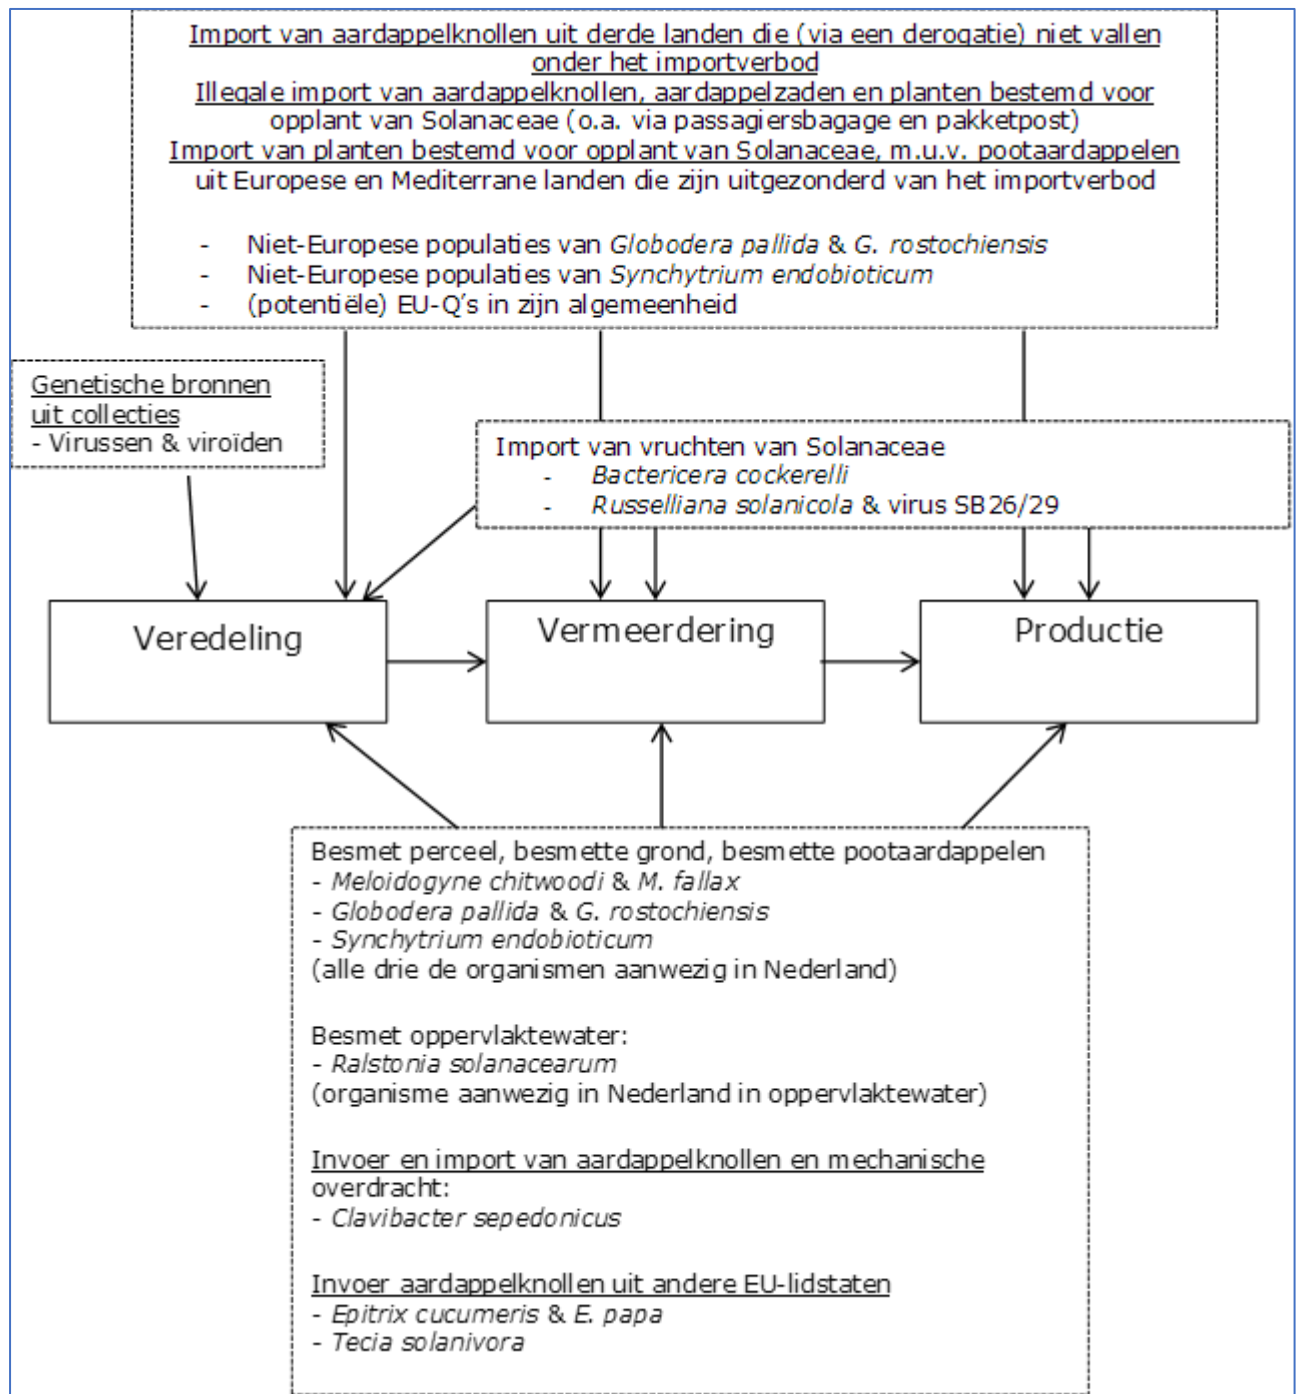 Import van aardappelknollen uit derde landen die (via een derogatie) niet vallen
onder het importverbod
Illegale import van aardappelknollen, aardappelzaden en planten bestemd voor
opplant van Solanaceae (o.a. via passagiersbagage en pakketpost)
Import van planten bestemd voor opplant van Solanaceae, m.u.v. pootaardappelen
uit Europese en Mediterrane landen die zijn uitgezonderd van het importverbod
- Niet-Europese populaties van Globodera pallida & G. rostochiensis
- Niet-Europese populaties van Synchytrium endobioticum
- (potentiële) EU-Q's in zijn algemeenheid
Genetische bronnen
uit collecties
- Virussen & viroïden
Import van vruchten van Solanaceae
- Bactericera cockerelli
- Russelliana solanicola & virus SB26/29
Veredeling
Vermeerdering
Productie
Besmet perceel, besmette grond, besmette pootaardappelen
- Meloidogyne chitwoodi & M. fallax
- Globodera pallida & G. rostochiensis
- Synchytrium endobioticum
(alle drie de organismen aanwezig in Nederland)
Besmet oppervlaktewater:
- Ralstonia solanacearum
(organisme aanwezig in Nederland in oppervlaktewater)
Invoer en import van aardappelknollen en mechanische
overdracht:
- Clavibacter sepedonicus
Invoer aardappelknollen uit andere EU-lidstaten
- Epitrix cucumeris & E. papa
- Tecia solanivora